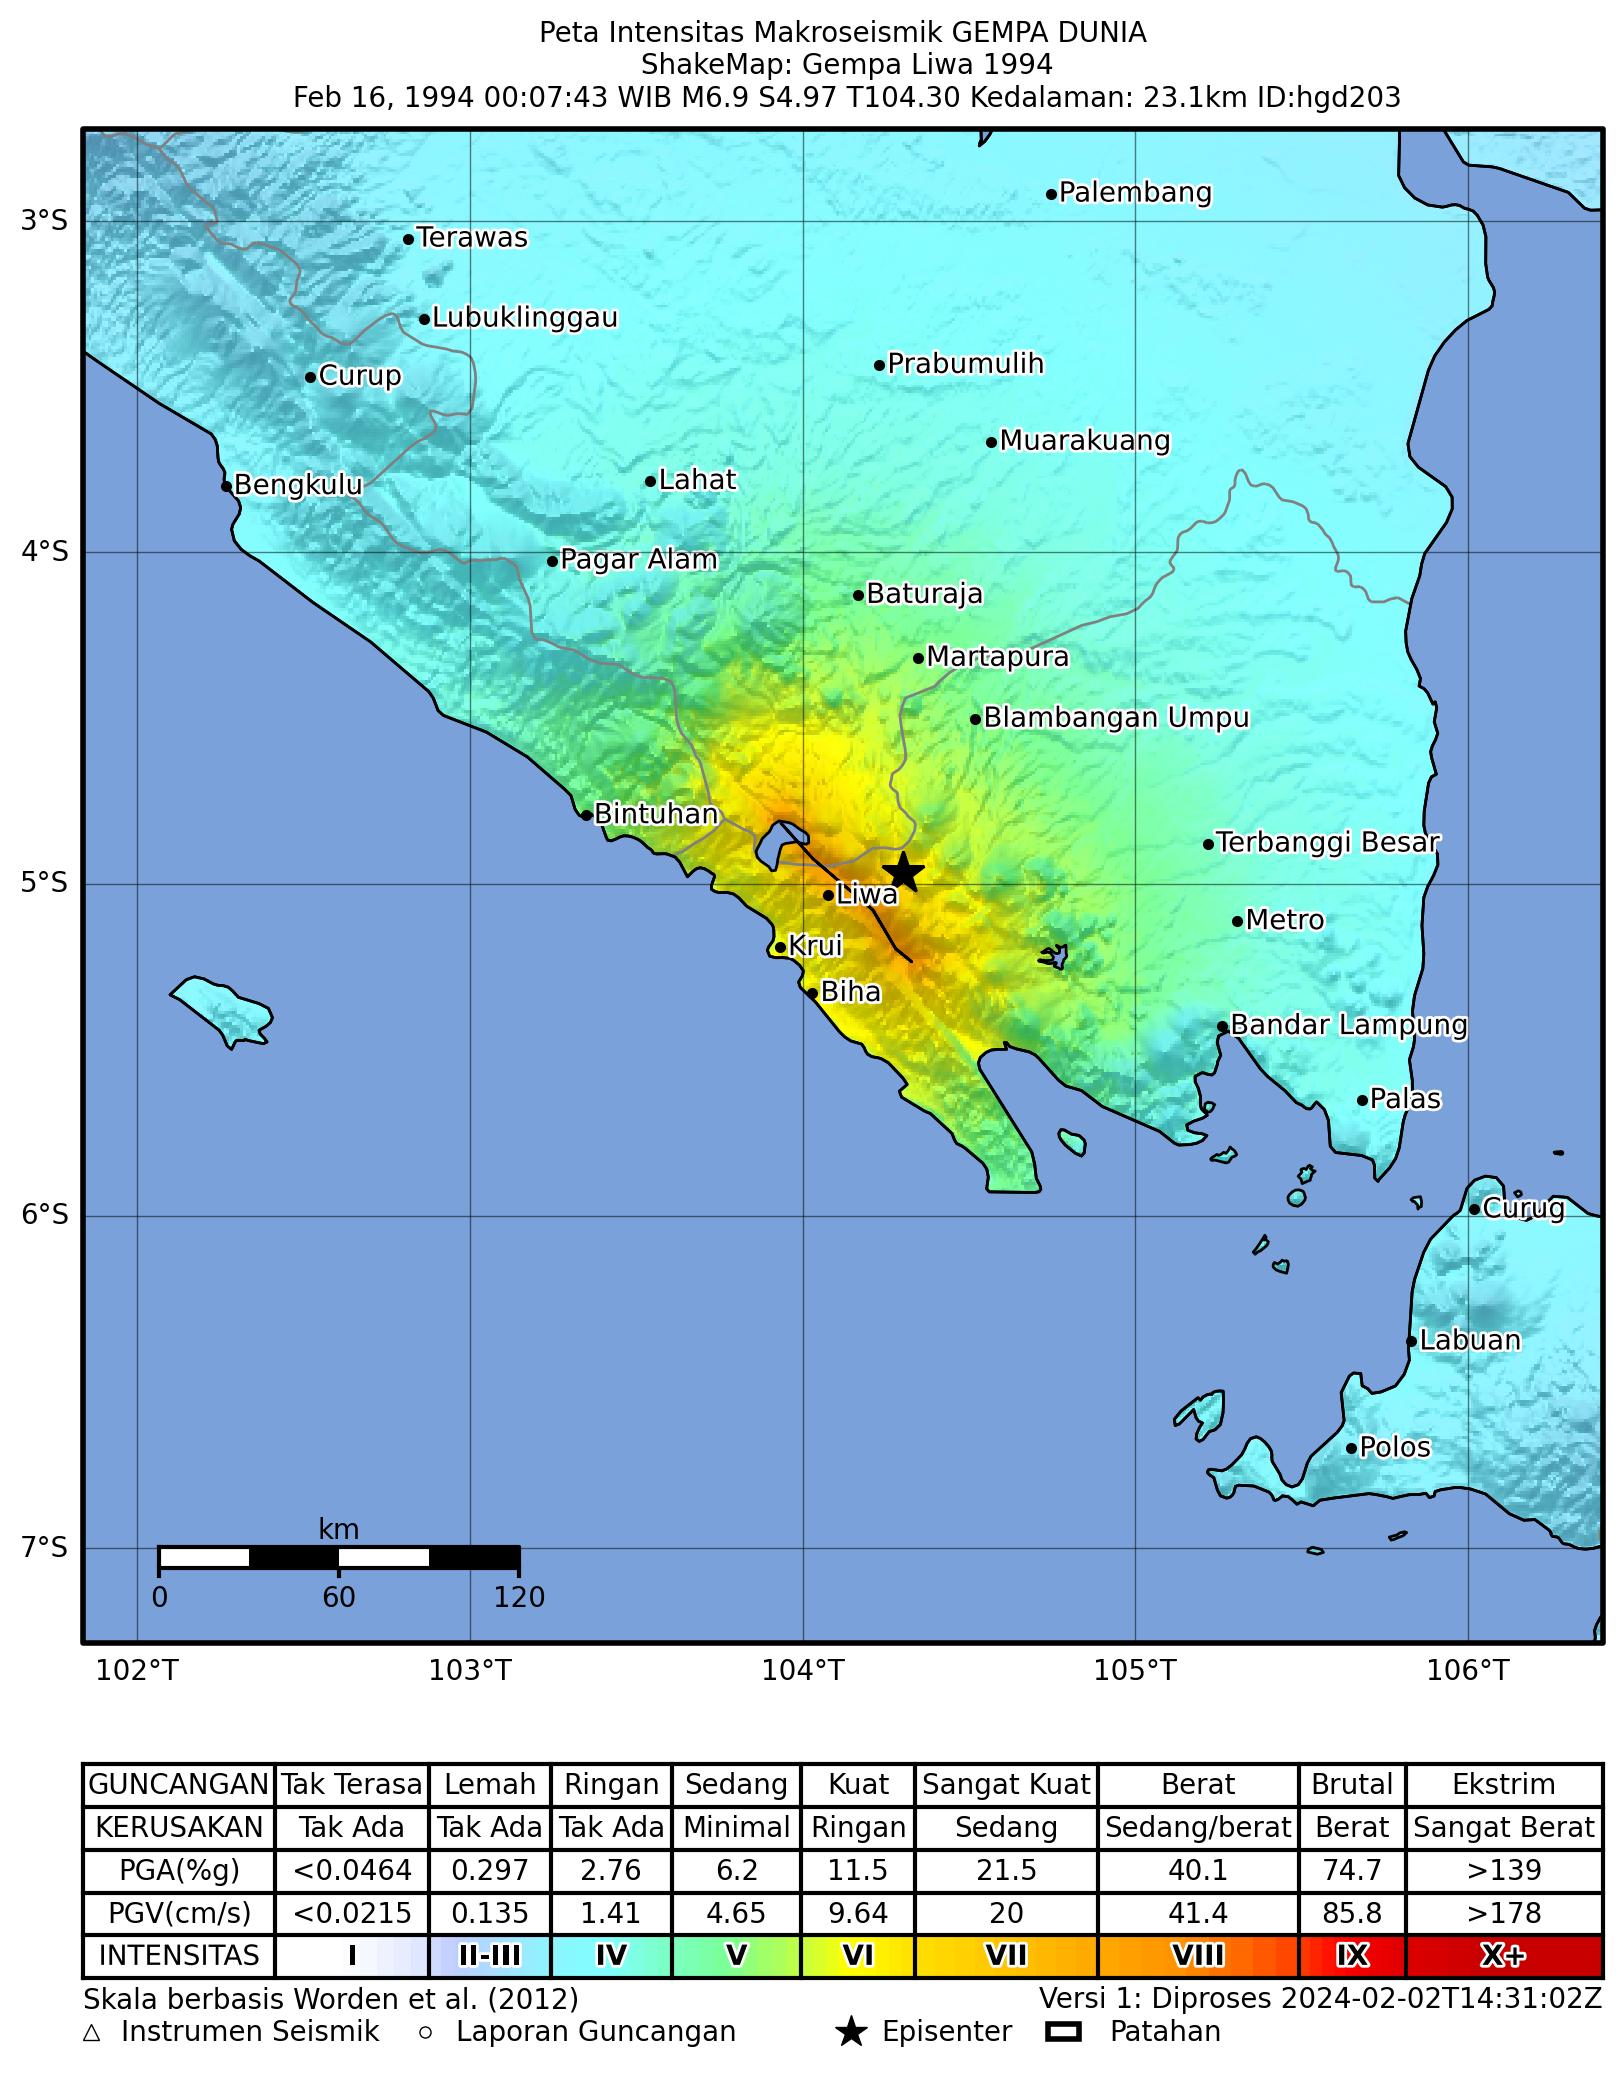 Peta Intensitas Makroseismik GEMPA DUNIA
ShakeMap: Gempa Liwa 1994
Feb 16, 1994 00:07:43 WIB M6.9 S4.97 T104.30 Kedalaman: 23.1km ID:hgd203
Palembang
3°S
Terawas
Lubuklinggau
Prabumulih
Curup
Muarakuang
Lahat
Bengkulu
4°S
Pagar Alam
Baturaja
Martapura
Blambangan Umpu
Bintuhan
Terbanggi Besar
5°S
Liwa
Metro
Krui
Biha
Bandar Lampung
Palas
6°S
Curug
Labuan
Polos
km
7°S
0 60 120
102°T 103°T 104°T 105°T 106°T
GUNCANGAN Tak Terasa Lemah Ringan Sedang Kuat Sangat Kuat Berat Brutal Ekstrim
KERUSAKAN Tak Ada Tak Ada Tak Ada Minimal Ringan Sedang Sedang/berat Berat Sangat Berat
PGA(%g) <0.0464 0.297 2.76 6.2 11.5 21.5 40.1 74.7 >139
PGV(cm/s) <0.0215 0.135 1.41 4.65 9.64 20 41.4 85.8 >178
INTENSITAS I II-III IV V VI VII VIII IX X+
Skala berbasis Worden et al. (2012) Versi 1: Diproses 2024-02-02T14:31:02Z
Instrumen Seismik Laporan Guncangan Episenter Patahan